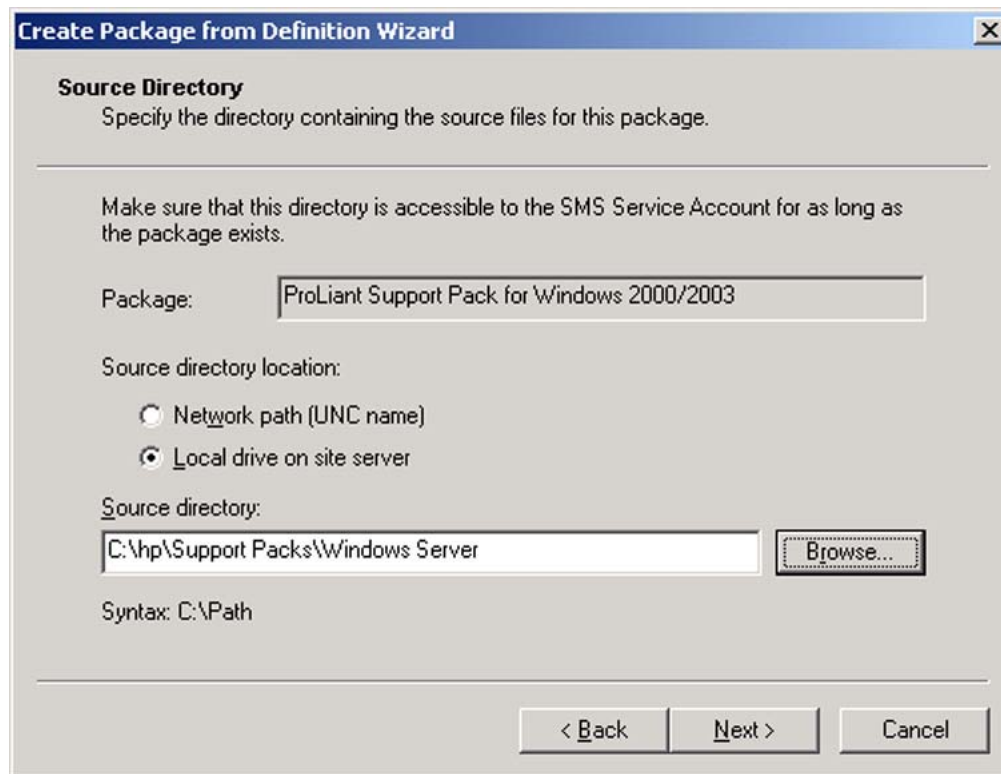 Create Package from Definition Wizard
Source Directory
Specify the directory containing the source files for this package.
Make sure that this directory is accessible to the SMS Service Account for as long as
the package exists.
Package: ProLiant Support Pack for Windows 2000/2003
Source directory location:
Network path (UNC name)
Local drive on site server
Source directory:
C:\hp\Support Packs\Windows Server Browse...
Syntax: C:\Path
< Back Next > Cancel